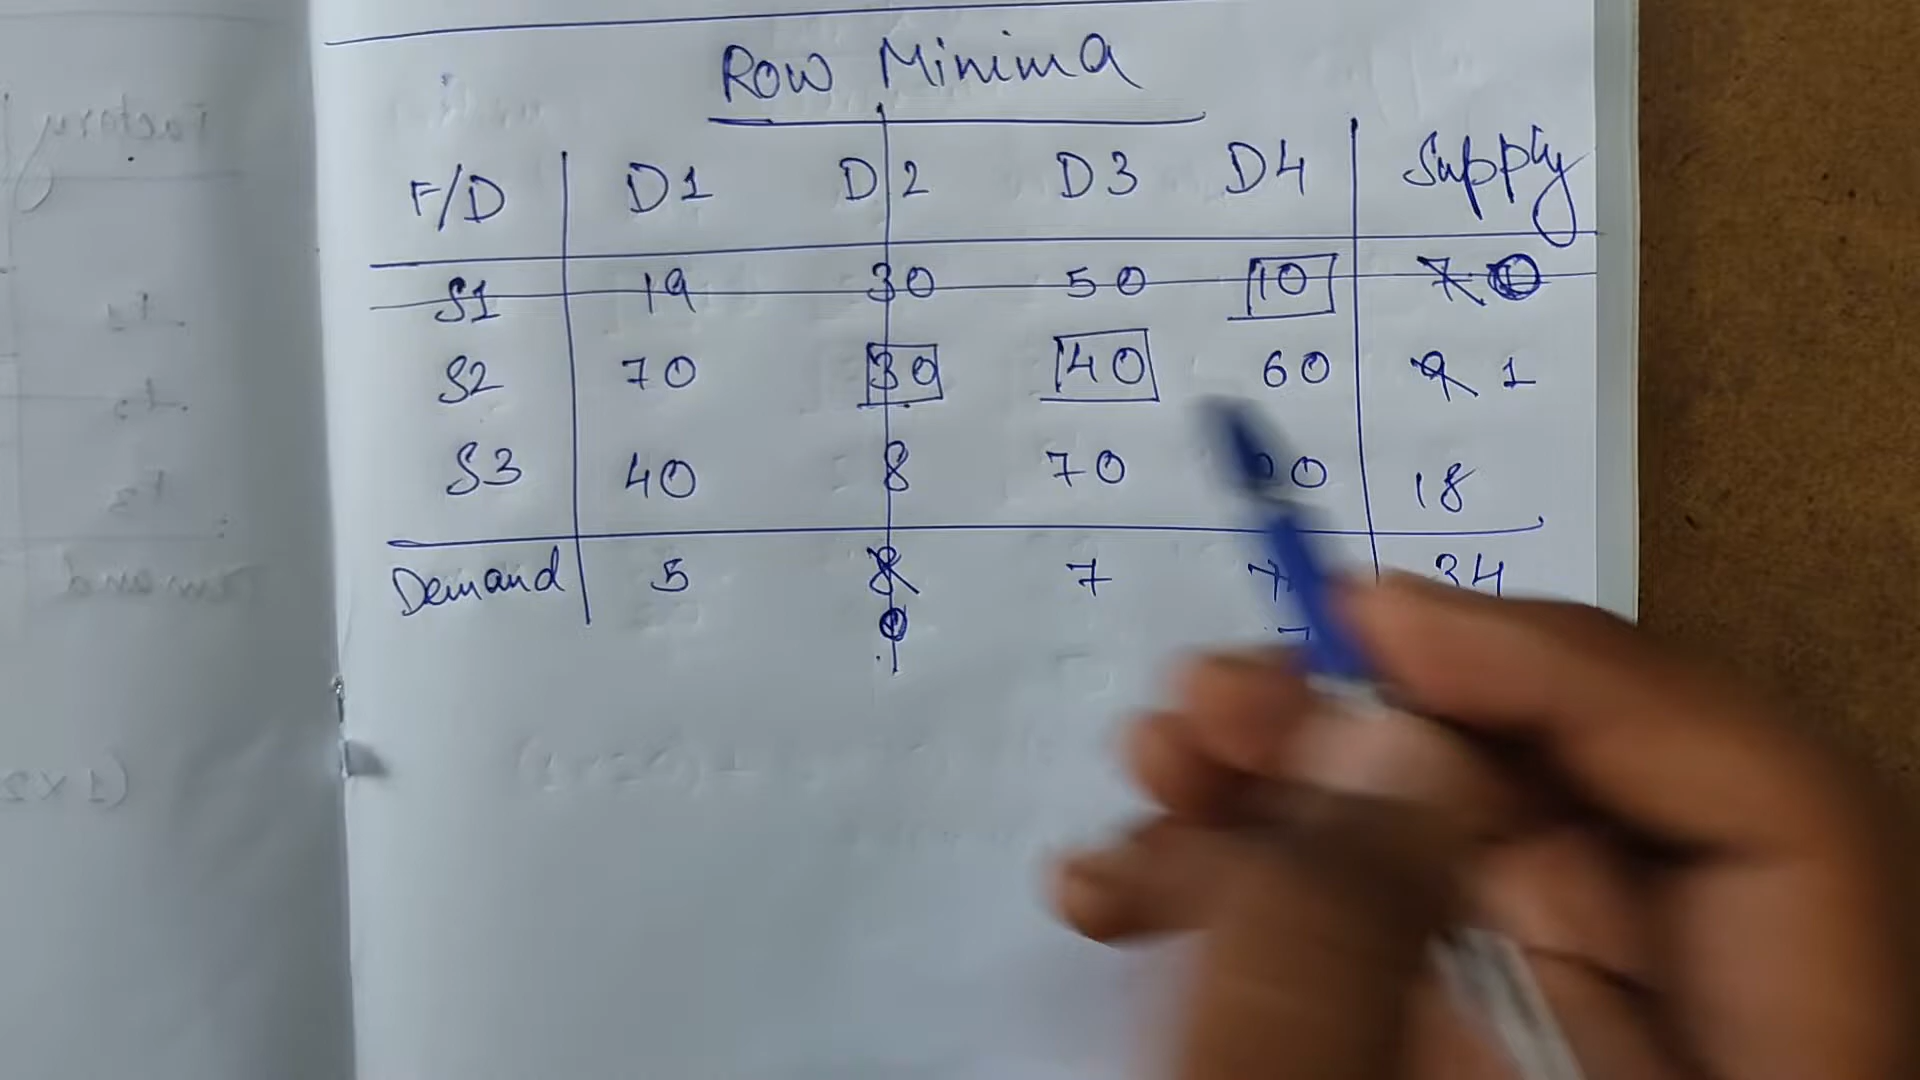 Row Minima
F/D D1 D2 D3 D4 Supply
S1 19 30 50 10 7 0
S2 70 30 40 60 9 1
S3 40 8 70 18
Demand 5 8 7 34
0